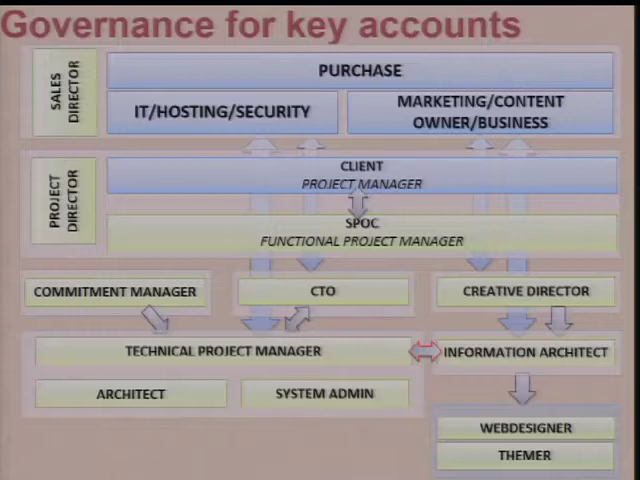 Governance for key accounts
SALES
DIRECTOR
PURCHASE
IT/HOSTING/SECURITY
MARKETING/CONTENT
OWNER/BUSINESS
PROJECT
DIRECTOR
CLIENT
PROJECT MANAGER
SPOC
FUNCTIONAL PROJECT MANAGER
COMMITMENT MANAGER
CTO
CREATIVE DIRECTOR
TECHNICAL PROJECT MANAGER
INFORMATION ARCHITECT
ARCHITECT
SYSTEM ADMIN
WEBDESIGNER
THEMER